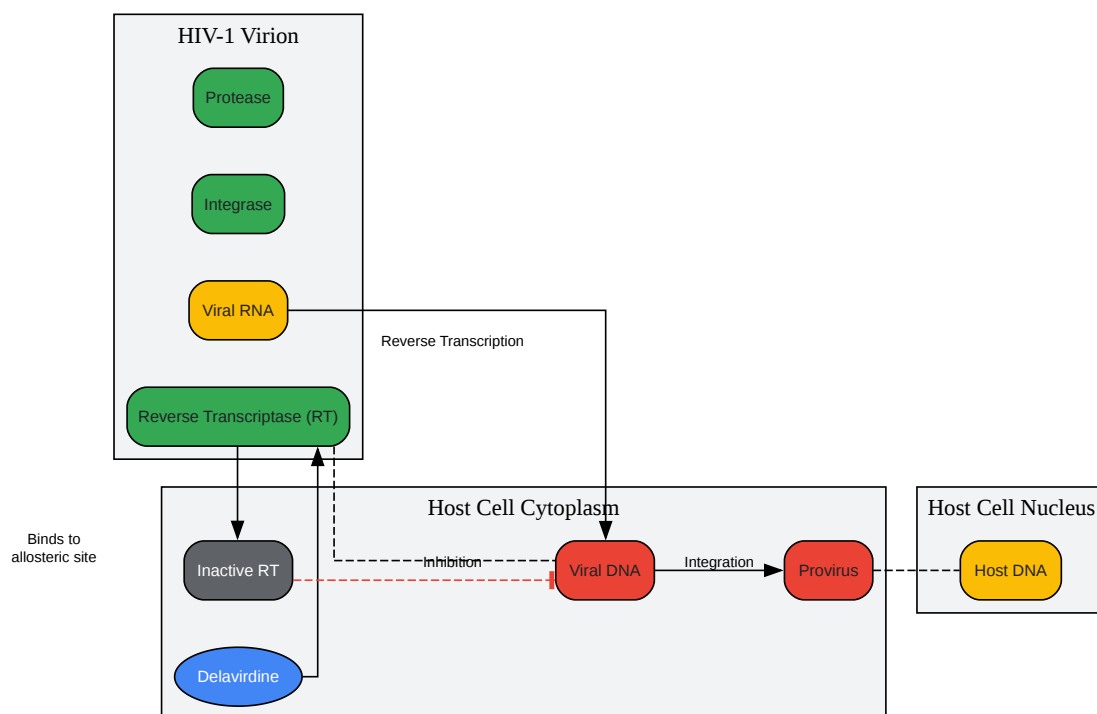 HIV-1 Virion
Protease
Integrase
Viral RNA
Reverse Transcription
Reverse Transcriptase (RT)
Host Cell Cytoplasm
Host Cell Nucleus
Binds to
allosteric site
Inactive RT
Inhibition
Viral DNA
Integration
Provirus
Host DNA
Delavirdine